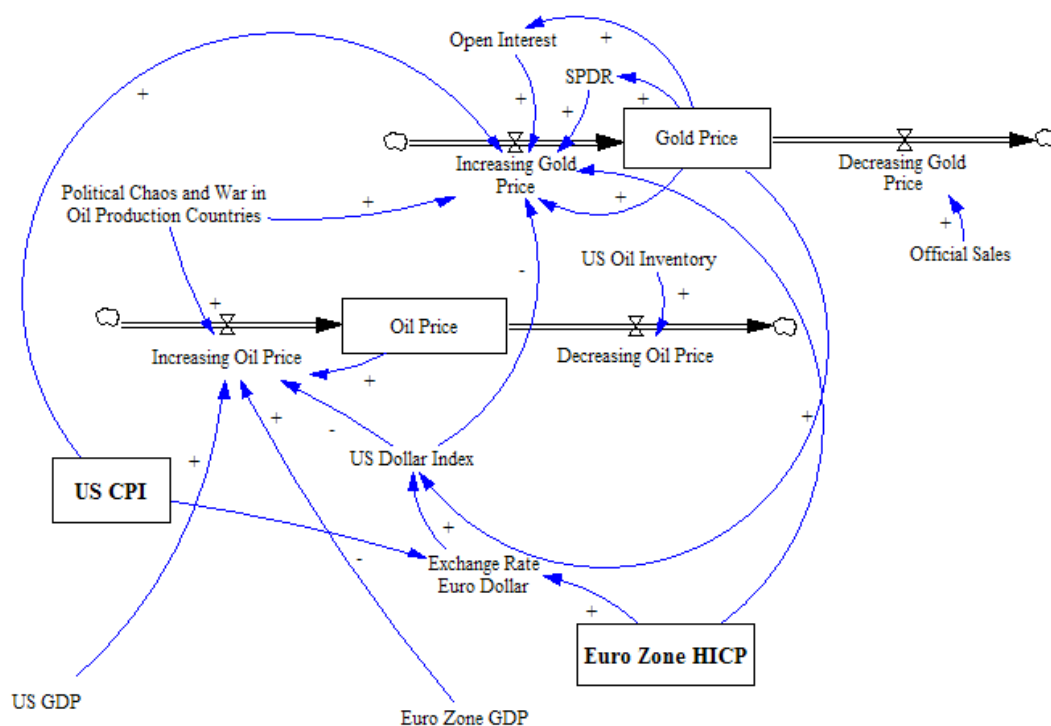 Open Interest
+
+
SPDR
+
+
+
Gold Price
Increasing Gold
Price
Decreasing Gold
Price
Political Chaos and War in
Oil Production Countries
+
+
+
Official Sales
-
US Oil Inventory
+
+
Oil Price
Increasing Oil Price
Decreasing Oil Price
+
+
-
+
US Dollar Index
+
US CPI
+
-
Exchange Rate
Euro Dollar
+
Euro Zone HICP
US GDP
Euro Zone GDP